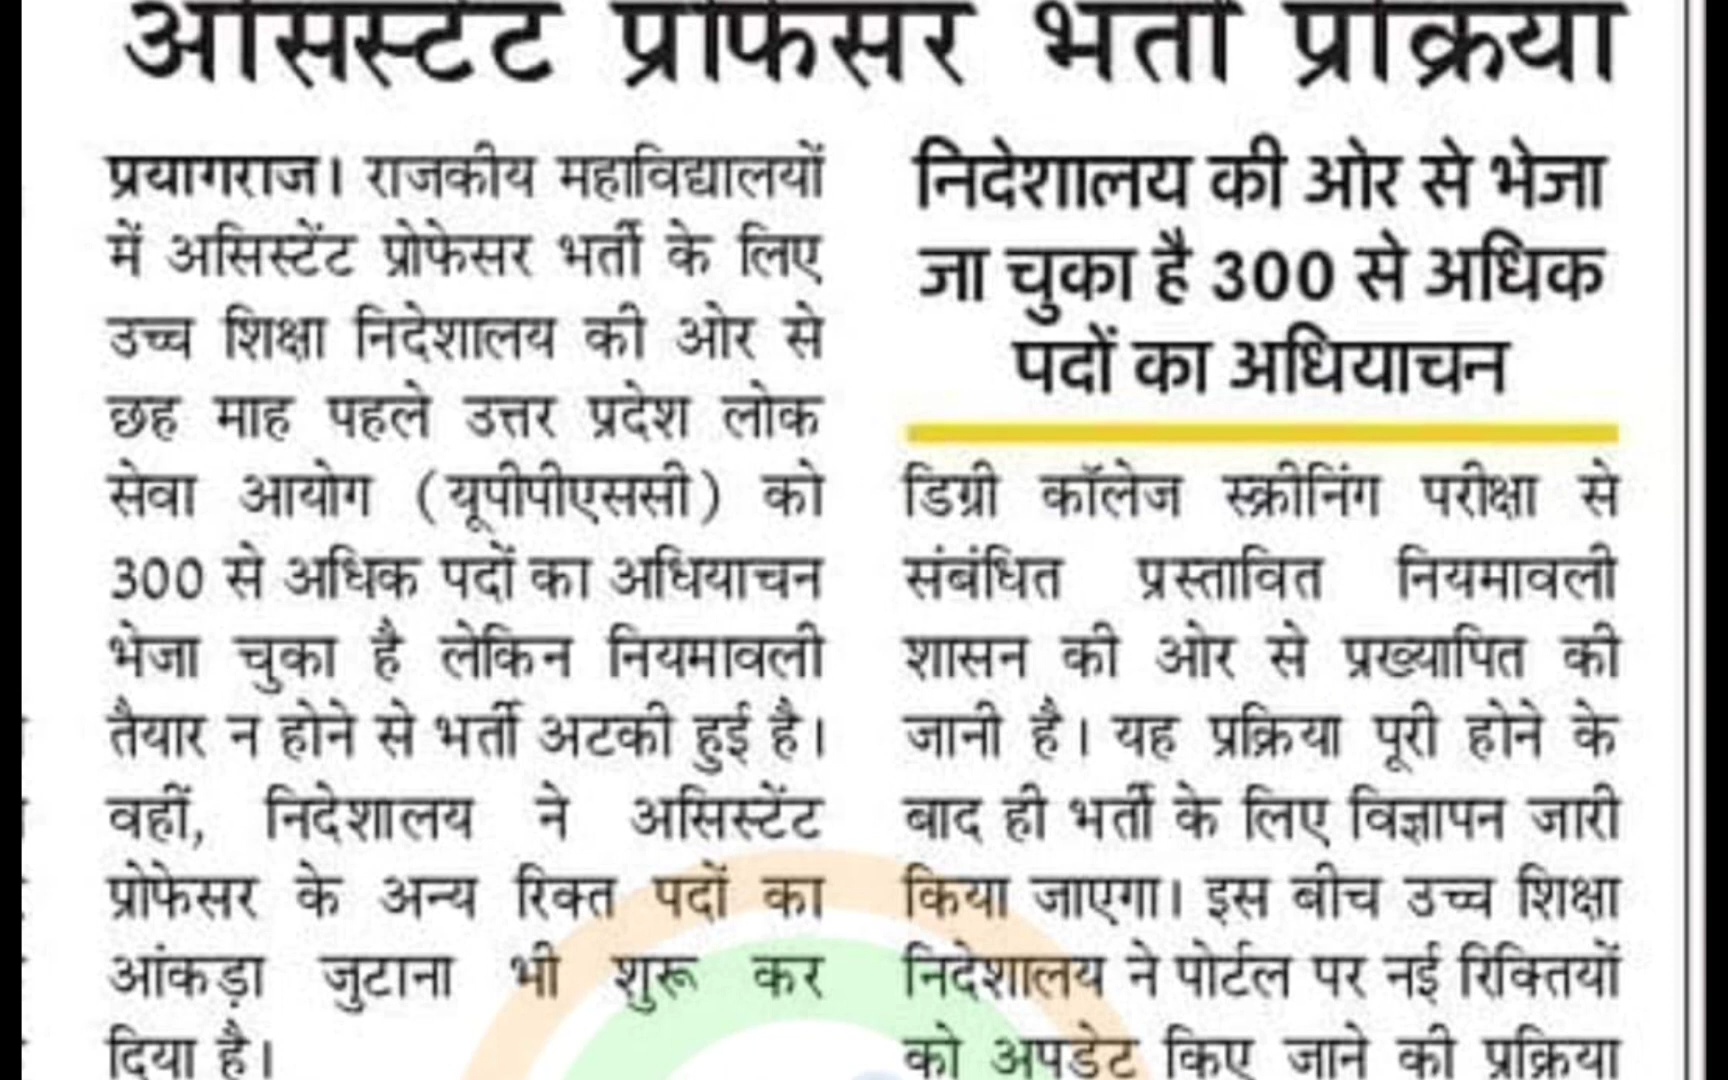 असिस्टेंट प्रोफेसर भर्ती प्रक्रिया
प्रयागराज। राजकीय महाविद्यालयों
में असिस्टेंट प्रोफेसर भर्ती के लिए
उच्च शिक्षा निदेशालय की ओर से
छह माह पहले उत्तर प्रदेश लोक
सेवा आयोग (यूपीपीएससी) को
300 से अधिक पदों का अधियाचन
भेजा चुका है लेकिन नियमावली
तैयार न होने से भर्ती अटकी हुई है।
वहीं, निदेशालय ने असिस्टेंट
प्रोफेसर के अन्य रिक्त पदों का
आंकड़ा जुटाना भी शुरू कर
दिया है।
निदेशालय की ओर से भेजा
जा चुका है 300 से अधिक
पदों का अधियाचन
डिग्री कॉलेज स्क्रीनिंग परीक्षा से
संबंधित प्रस्तावित नियमावली
शासन की ओर से प्रख्यापित की
जानी है। यह प्रक्रिया पूरी होने के
बाद ही भर्ती के लिए विज्ञापन जारी
किया जाएगा। इस बीच उच्च शिक्षा
निदेशालय ने पोर्टल पर नई रिक्तियों
को अपडेट किए जाने की प्रक्रिया